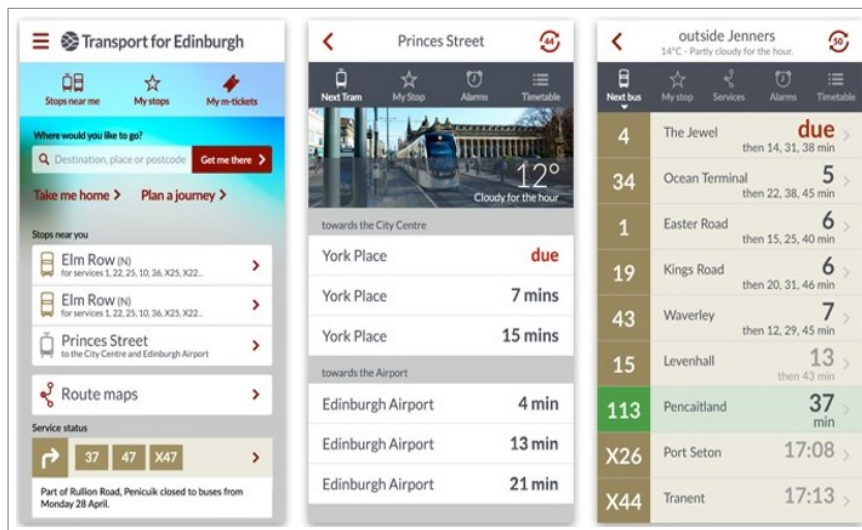 Transport for Edinburgh
Stops near me
My stops
My m-tickets
Where would you like to go?
Destination, place or postcode
Get me there
Take me home
Plan a journey
Stops near you
Elm Row (N)
for services 1, 22, 25, 10, 36, X25, X22...
Elm Row (N)
for services 1, 22, 25, 10, 36, X25, X22...
Princes Street
to the City Centre and Edinburgh Airport
Route maps
Service status
37 47 X47
Part of Rullion Road, Penicuik closed to buses from
Monday 28 April.
Princes Street
44
Next Tram
My Stop
Alarms
Timetable
12°
Cloudy for the hour
towards the City Centre
York Place due
York Place 7 mins
York Place 15 mins
towards the Airport
Edinburgh Airport 4 min
Edinburgh Airport 13 min
Edinburgh Airport 21 min
outside Jenners
14°C - Partly cloudy for the hour.
50
Next bus
My stop
Services
Alarms
Timetable
4 The Jewel due
then 14, 31, 38 min
34 Ocean Terminal 5
then 22, 38, 45 min
1 Easter Road 6
then 15, 25, 40 min
19 Kings Road 6
then 20, 31, 46 min
43 Waverley 7
then 12, 29, 45 min
15 Levenhall 13
then 43 min
113 Pencaitland 37
min
X26 Port Seton 17:08
X44 Tranent 17:13